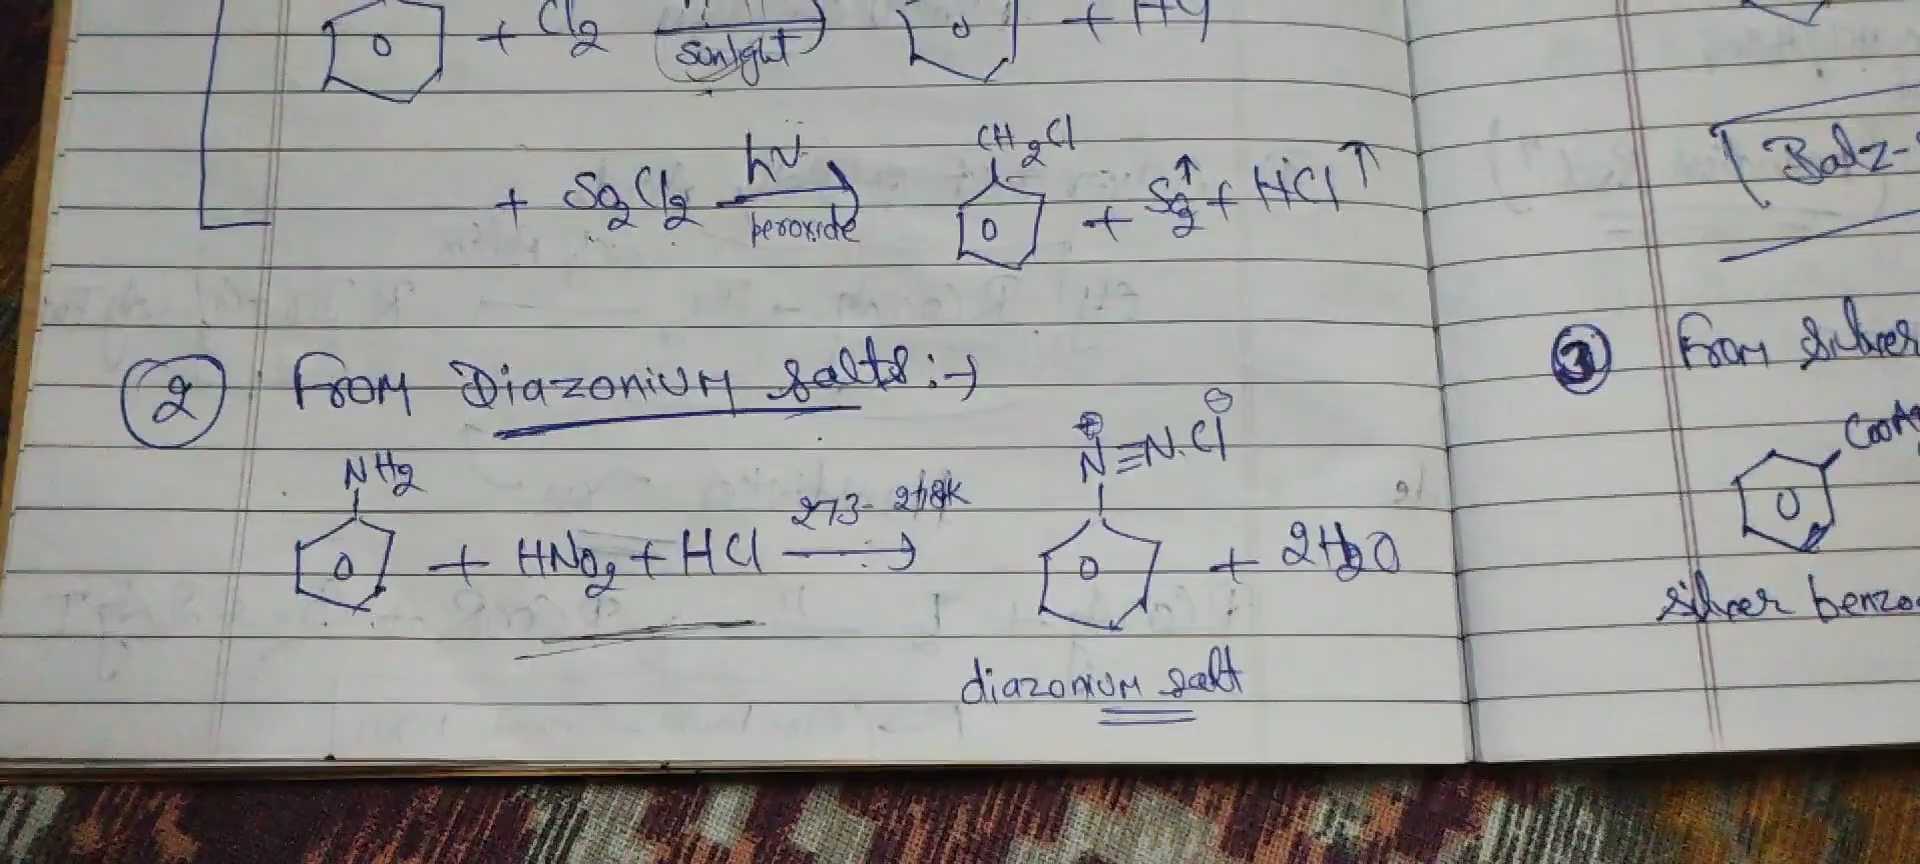 + Cl2 sunlight + HCl
CH2Cl
+ SO2Cl2 hν peroxide + SO2↑ + HCl↑
2 From Diazonium salts :→
NH2 N⊕≡N.Cl⊖
+ HNO2 + HCl 273- + 2H2O
diazonium salt
Balz-
3 From silver
COOAg
silver benzo